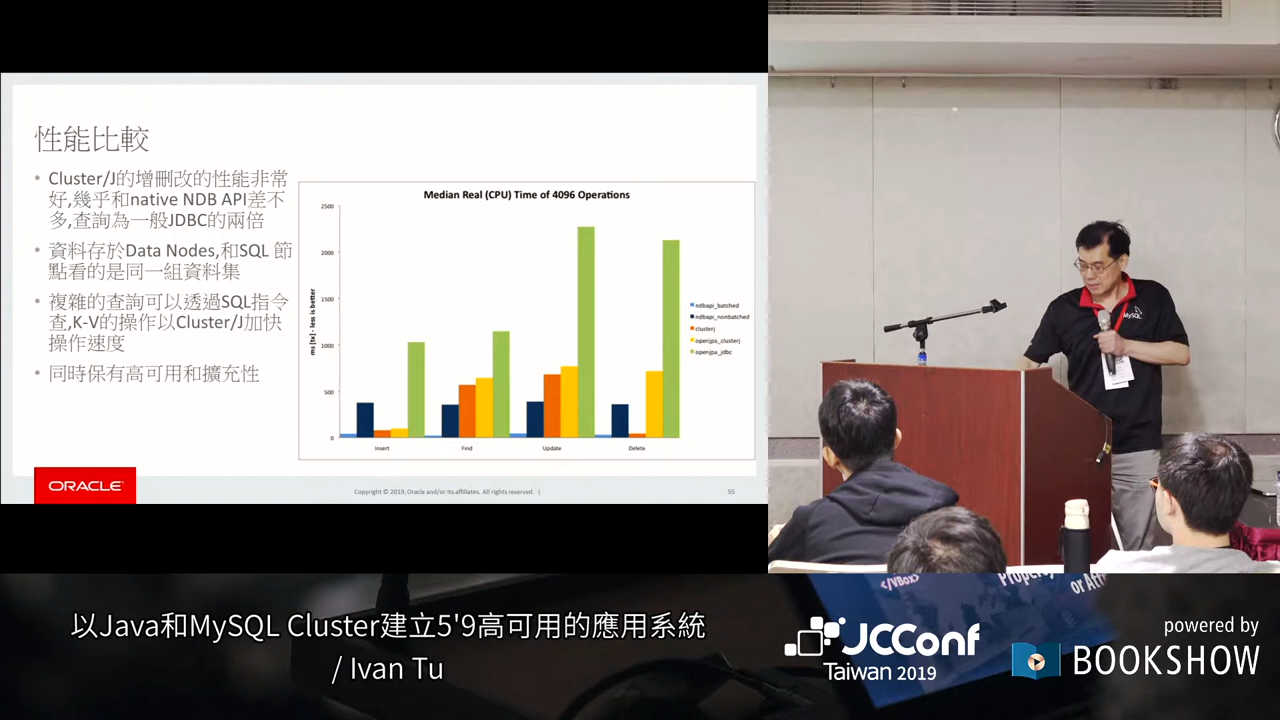 性能比較
• Cluster/J的增刪改的性能非常
好,幾乎和native NDB API差不
多,查詢為一般JDBC的兩倍
• 資料存於Data Nodes,和SQL 節
點看的是同一組資料集
• 複雜的查詢可以透過SQL指令
查,K-V的操作以Cluster/J加快
操作速度
• 同時保有高可用和擴充性
Median Real (CPU) Time of 4096 Operations
ms [tx] - less is better
2500
2000
1500
1000
500
0
Insert
Find
Update
Delete
ndbapi_batched
ndbapi_nonbatched
clusterj
openjpa_clusterj
openjpa_jdbc
ORACLE
Copyright © 2019, Oracle and/or its affiliates. All rights reserved. |
55
MySQL
</VBox>
以Java和MySQL Cluster建立5'9高可用的應用系統
/ Ivan Tu
JCConf
Taiwan 2019
powered by
BOOKSHOW